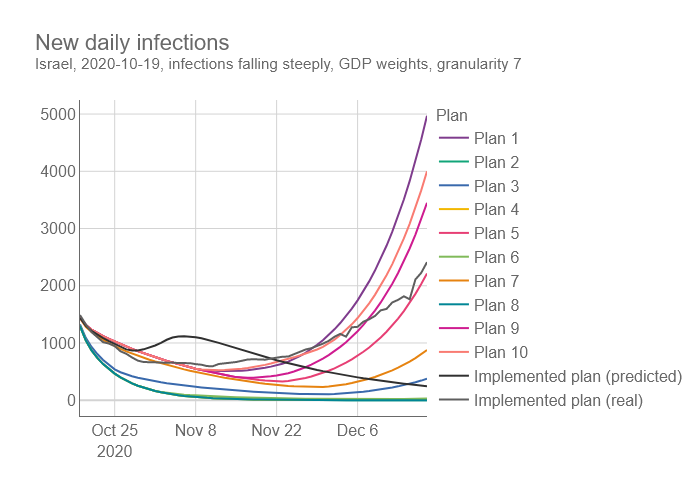 New daily infections
Israel, 2020-10-19, infections falling steeply, GDP weights, granularity 7
5000
4000
3000
2000
1000
0
Oct 25
2020
Nov 8
Nov 22
Dec 6
Plan
Plan 1
Plan 2
Plan 3
Plan 4
Plan 5
Plan 6
Plan 7
Plan 8
Plan 9
Plan 10
Implemented plan (predicted)
Implemented plan (real)